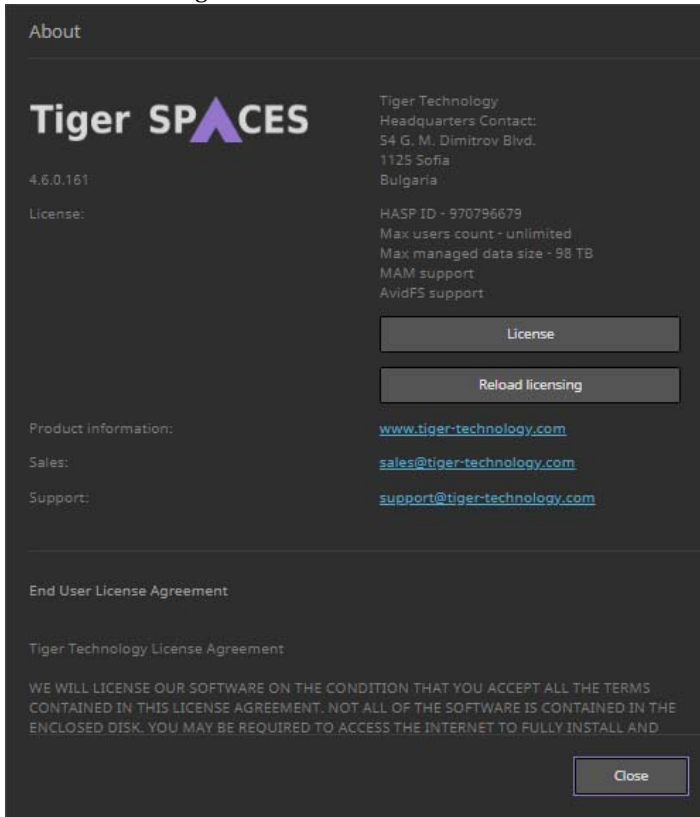 About
Tiger SPACES
4.6.0.161
Tiger Technology
Headquarters Contact:
54 G. M. Dimitrov Blvd.
1125 Sofia
Bulgaria
License:
HASP ID - 970796679
Max users count - unlimited
Max managed data size - 98 TB
MAM support
AvidFS support
License
Reload licensing
Product information:
www.tiger-technology.com
Sales:
sales@tiger-technology.com
Support:
support@tiger-technology.com
End User License Agreement
Tiger Technology License Agreement
WE WILL LICENSE OUR SOFTWARE ON THE CONDITION THAT YOU ACCEPT ALL THE TERMS
CONTAINED IN THIS LICENSE AGREEMENT. NOT ALL OF THE SOFTWARE IS CONTAINED IN THE
ENCLOSED DISK. YOU MAY BE REQUIRED TO ACCESS THE INTERNET TO FULLY INSTALL AND
Close